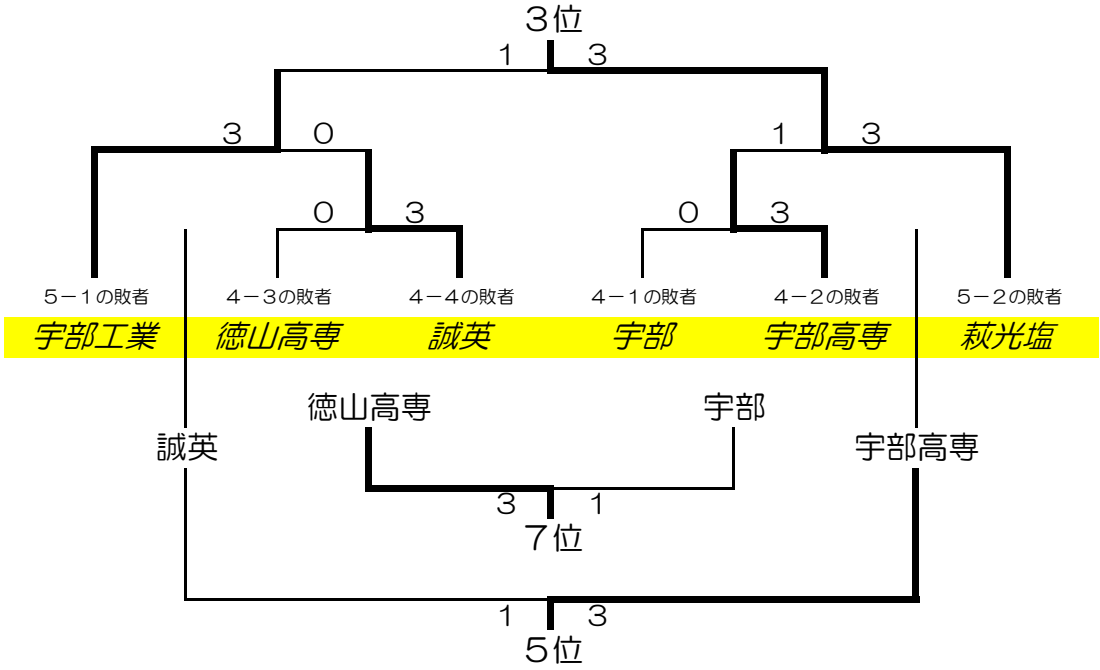 3位
1 3
3 0 1 3
0 3 0 3
5-1の敗者 4-3の敗者 4-4の敗者 4-1の敗者 4-2の敗者 5-2の敗者
宇部工業 徳山高専 誠英 宇部 宇部高専 萩光塩
徳山高専 宇部
誠英 宇部高専
3 1
7位
1 3
5位